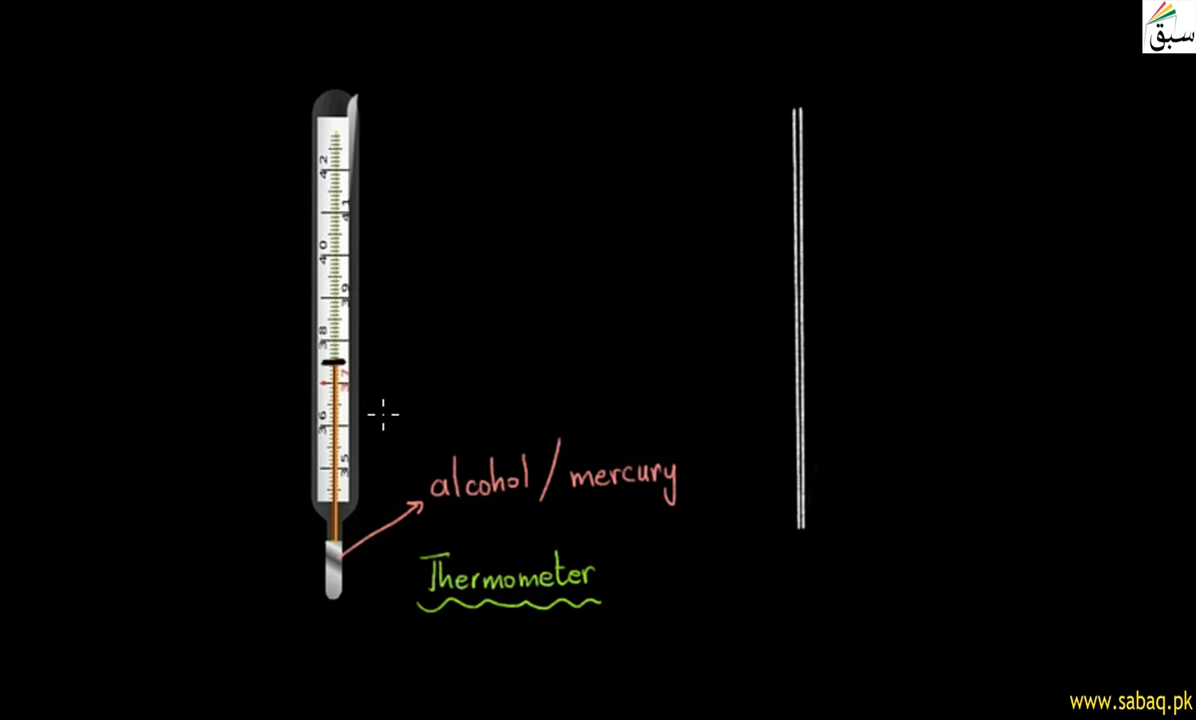 سبق
42
41
40
39
38
37
36
35
alcohol / mercury
Thermometer
www.sabaq.pk